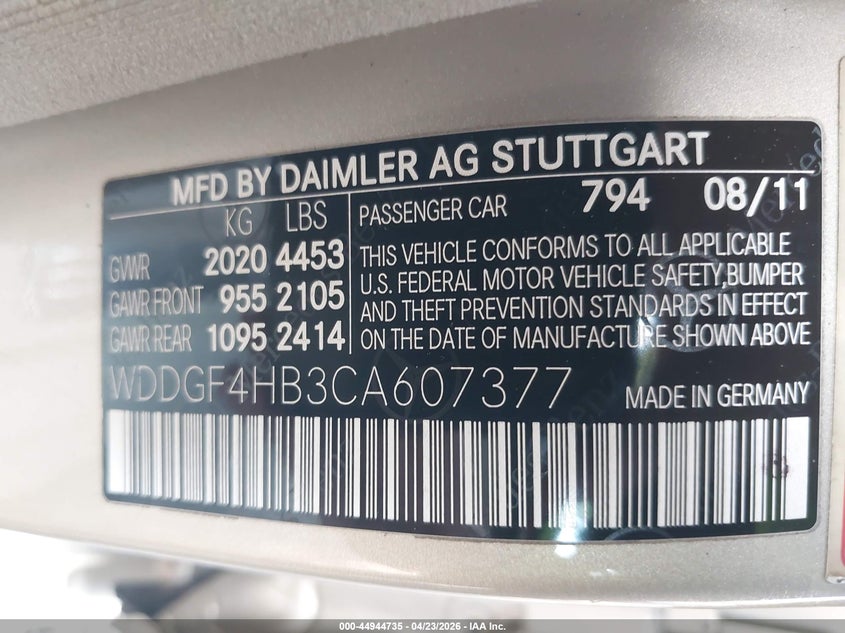 MFD BY DAIMLER AG STUTTGART
KG LBS PASSENGER CAR 794 08/11
GVWR 2020 4453
GAWR FRONT 955 2105
GAWR REAR 1095 2414
THIS VEHICLE CONFORMS TO ALL APPLICABLE
U.S. FEDERAL MOTOR VEHICLE SAFETY,BUMPER
AND THEFT PREVENTION STANDARDS IN EFFECT
ON THE DATE OF MANUFACTURE SHOWN ABOVE
WDDGF4HB3CA607377 MADE IN GERMANY
000-44944735 - 04/23/2026 - IAA Inc.